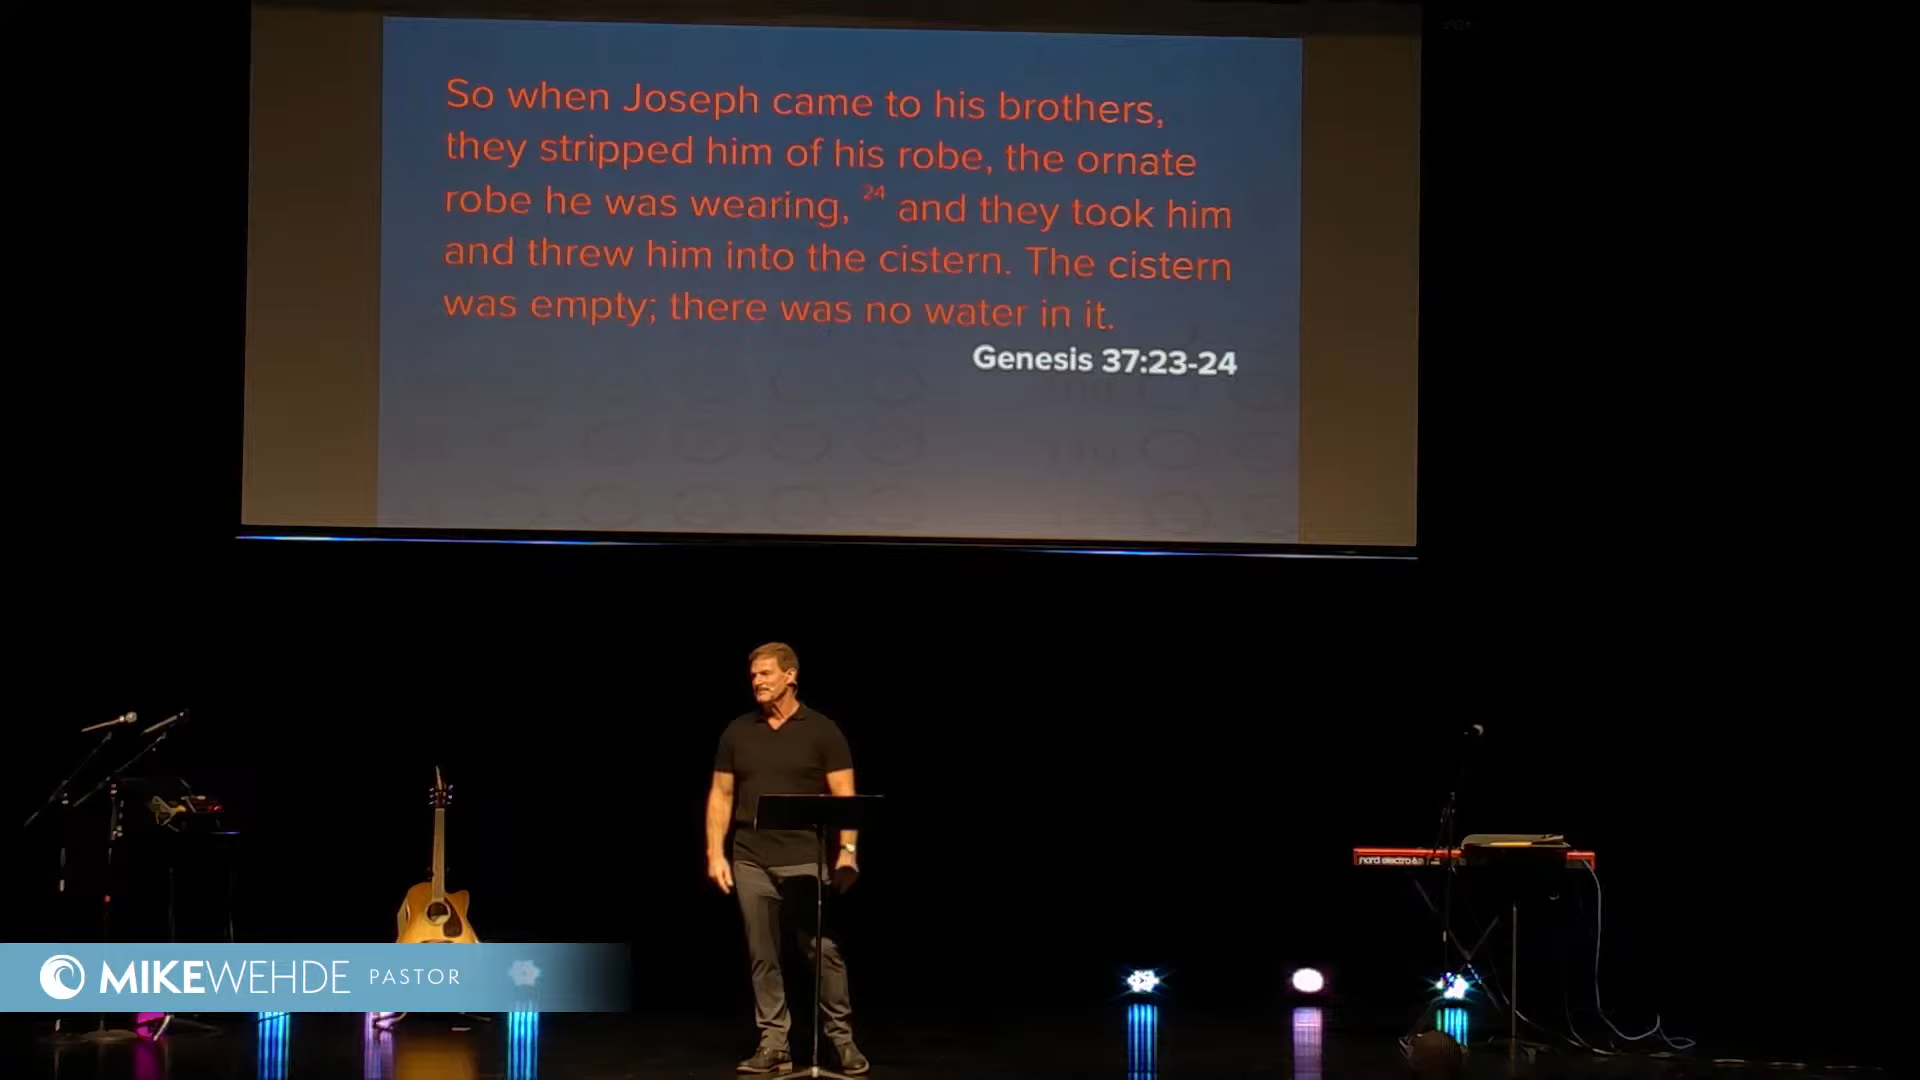 So when Joseph came to his brothers,
they stripped him of his robe, the ornate
robe he was wearing, 24 and they took him
and threw him into the cistern. The cistern
was empty; there was no water in it.
Genesis 37:23-24
nord electro
MIKEWEHDE PASTOR